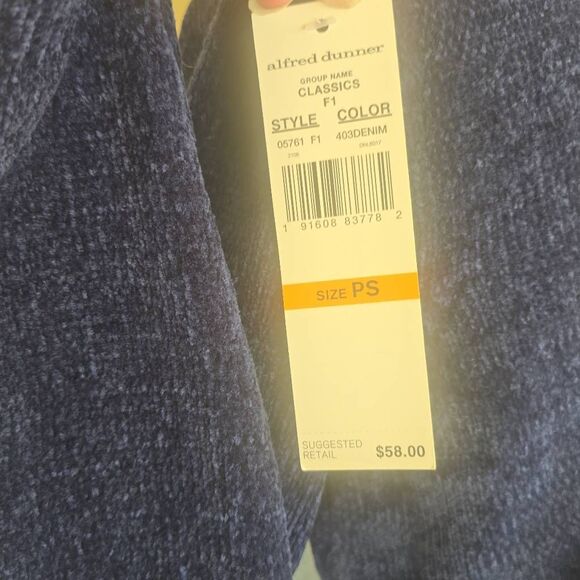 alfred dunner
GROUP NAME
CLASSICS
F1
STYLE COLOR
05761 F1 403DENIM
2108
1 91608 83778 2
SIZE PS
SUGGESTED
RETAIL $58.00